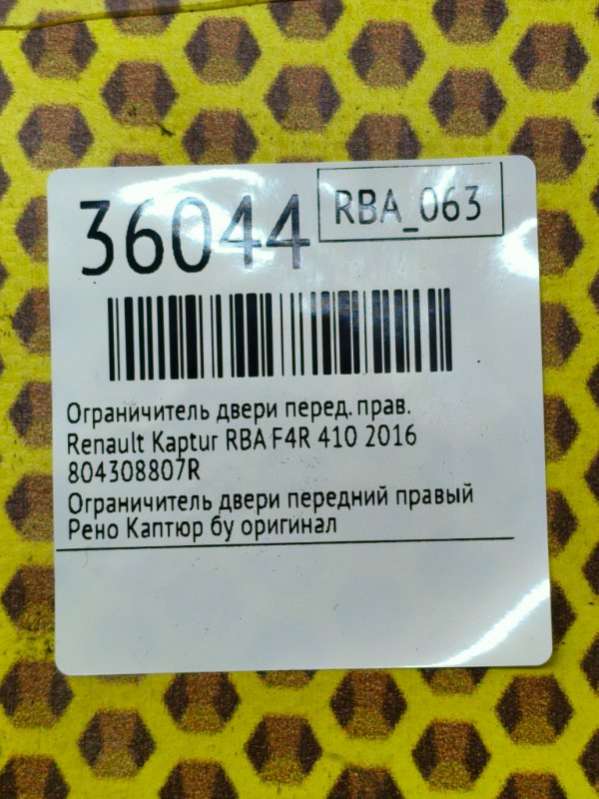 36044
RBA_063
Ограничитель двери перед. прав.
Renault Kaptur RBA F4R 410 2016
804308807R
Ограничитель двери передний правый
Рено Каптюр бу оригинал